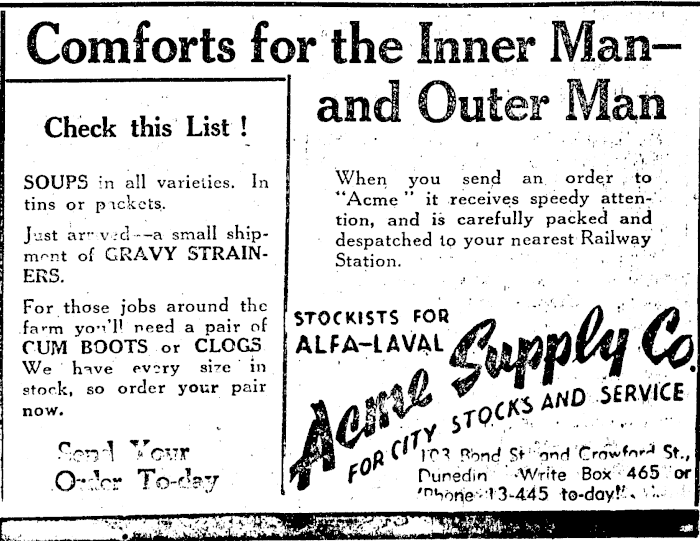 Comforts for the Inner Man—
and Outer Man
Check this List !
SOUPS in all varieties. In
tins or packets.
Just arrived—a small ship-
ment of GRAVY STRAIN-
ERS.
For those jobs around the
farm you'll need a pair of
GUM BOOTS or CLOGS
We have every size in
stock, so order your pair
now.
Send Your
Order To-day
When you send an order to
"Acme" it receives speedy atten-
tion, and is carefully packed and
despatched to your nearest Railway
Station.
STOCKISTS FOR
ALFA-LAVAL
Acme Supply Co.
FOR CITY STOCKS AND SERVICE
103 Bond St. and Crawford St.,
Dunedin Write Box 465 or
'Phone 13-445 to-day!